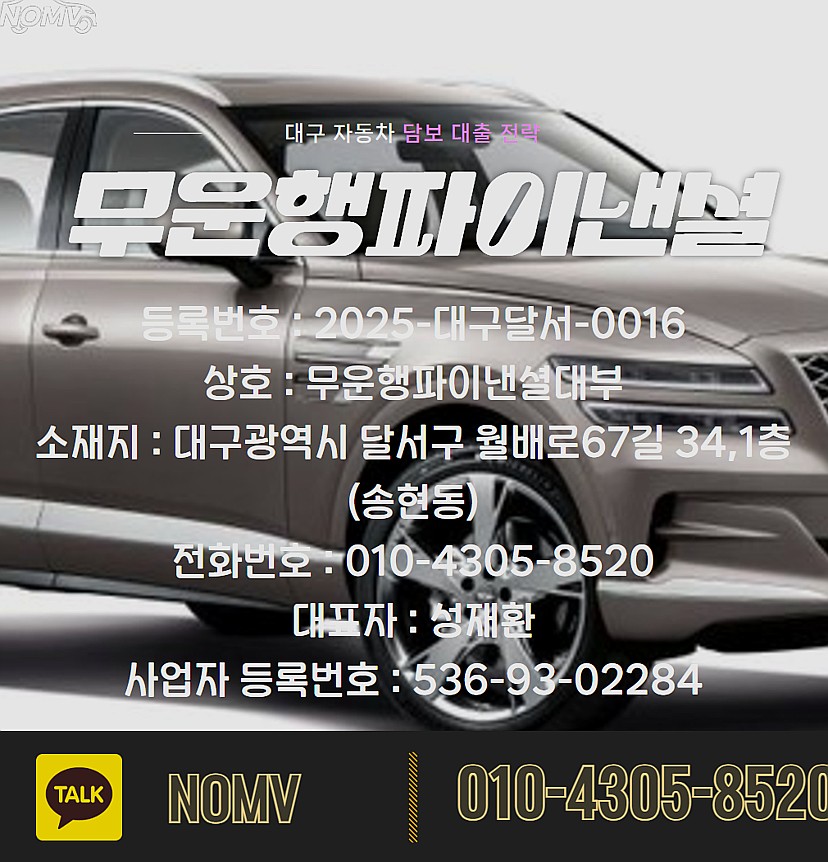 NOMV
대구 자동차 담보 대출 전략
무운행파이낸셜
등록번호 : 2025-대구달서-0016
상호 : 무운행파이낸셜대부
소재지 : 대구광역시 달서구 월배로67길 34,1층
(송현동)
전화번호 : 010-4305-8520
대표자 : 성재환
사업자 등록번호 : 536-93-02284
TALK NOMV 010-4305-8520